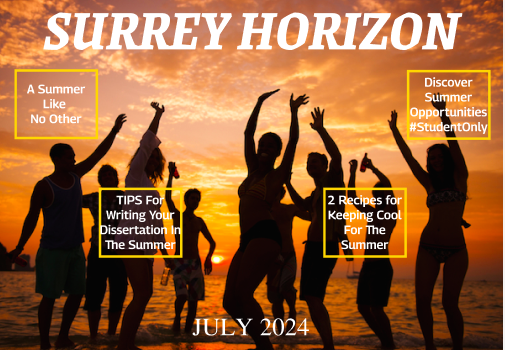 SURREY HORIZON
A Summer
Like
No Other
Discover
Summer
Opportunities
#StudentOnly
TIPS For
Writing Your
Dissertation In
The Summer
2 Recipes for
Keeping Cool
For The
Summer
JULY 2024